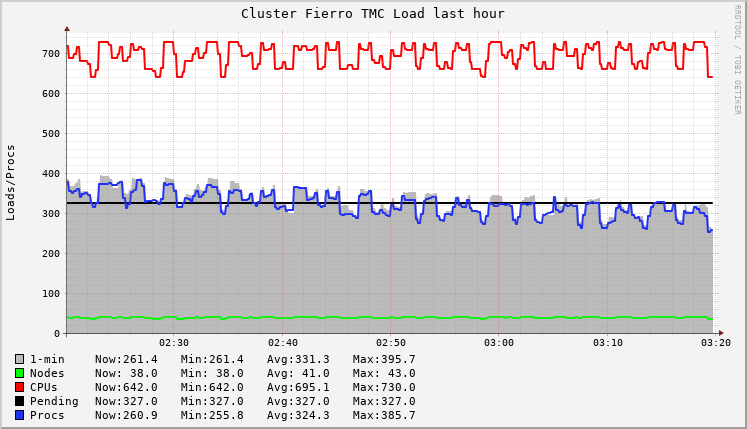 Cluster Fierro TMC Load last hour
RRDTOOL / TOBI OETIKER
Loads/Procs
700
600
500
400
300
200
100
0
02:30 02:40 02:50 03:00 03:10 03:20
1-min Now:261.4 Min:261.4 Avg:331.3 Max:395.7
Nodes Now: 38.0 Min: 38.0 Avg: 41.0 Max: 43.0
CPUs Now:642.0 Min:642.0 Avg:695.1 Max:730.0
Pending Now:327.0 Min:327.0 Avg:327.0 Max:327.0
Procs Now:260.9 Min:255.8 Avg:324.3 Max:385.7